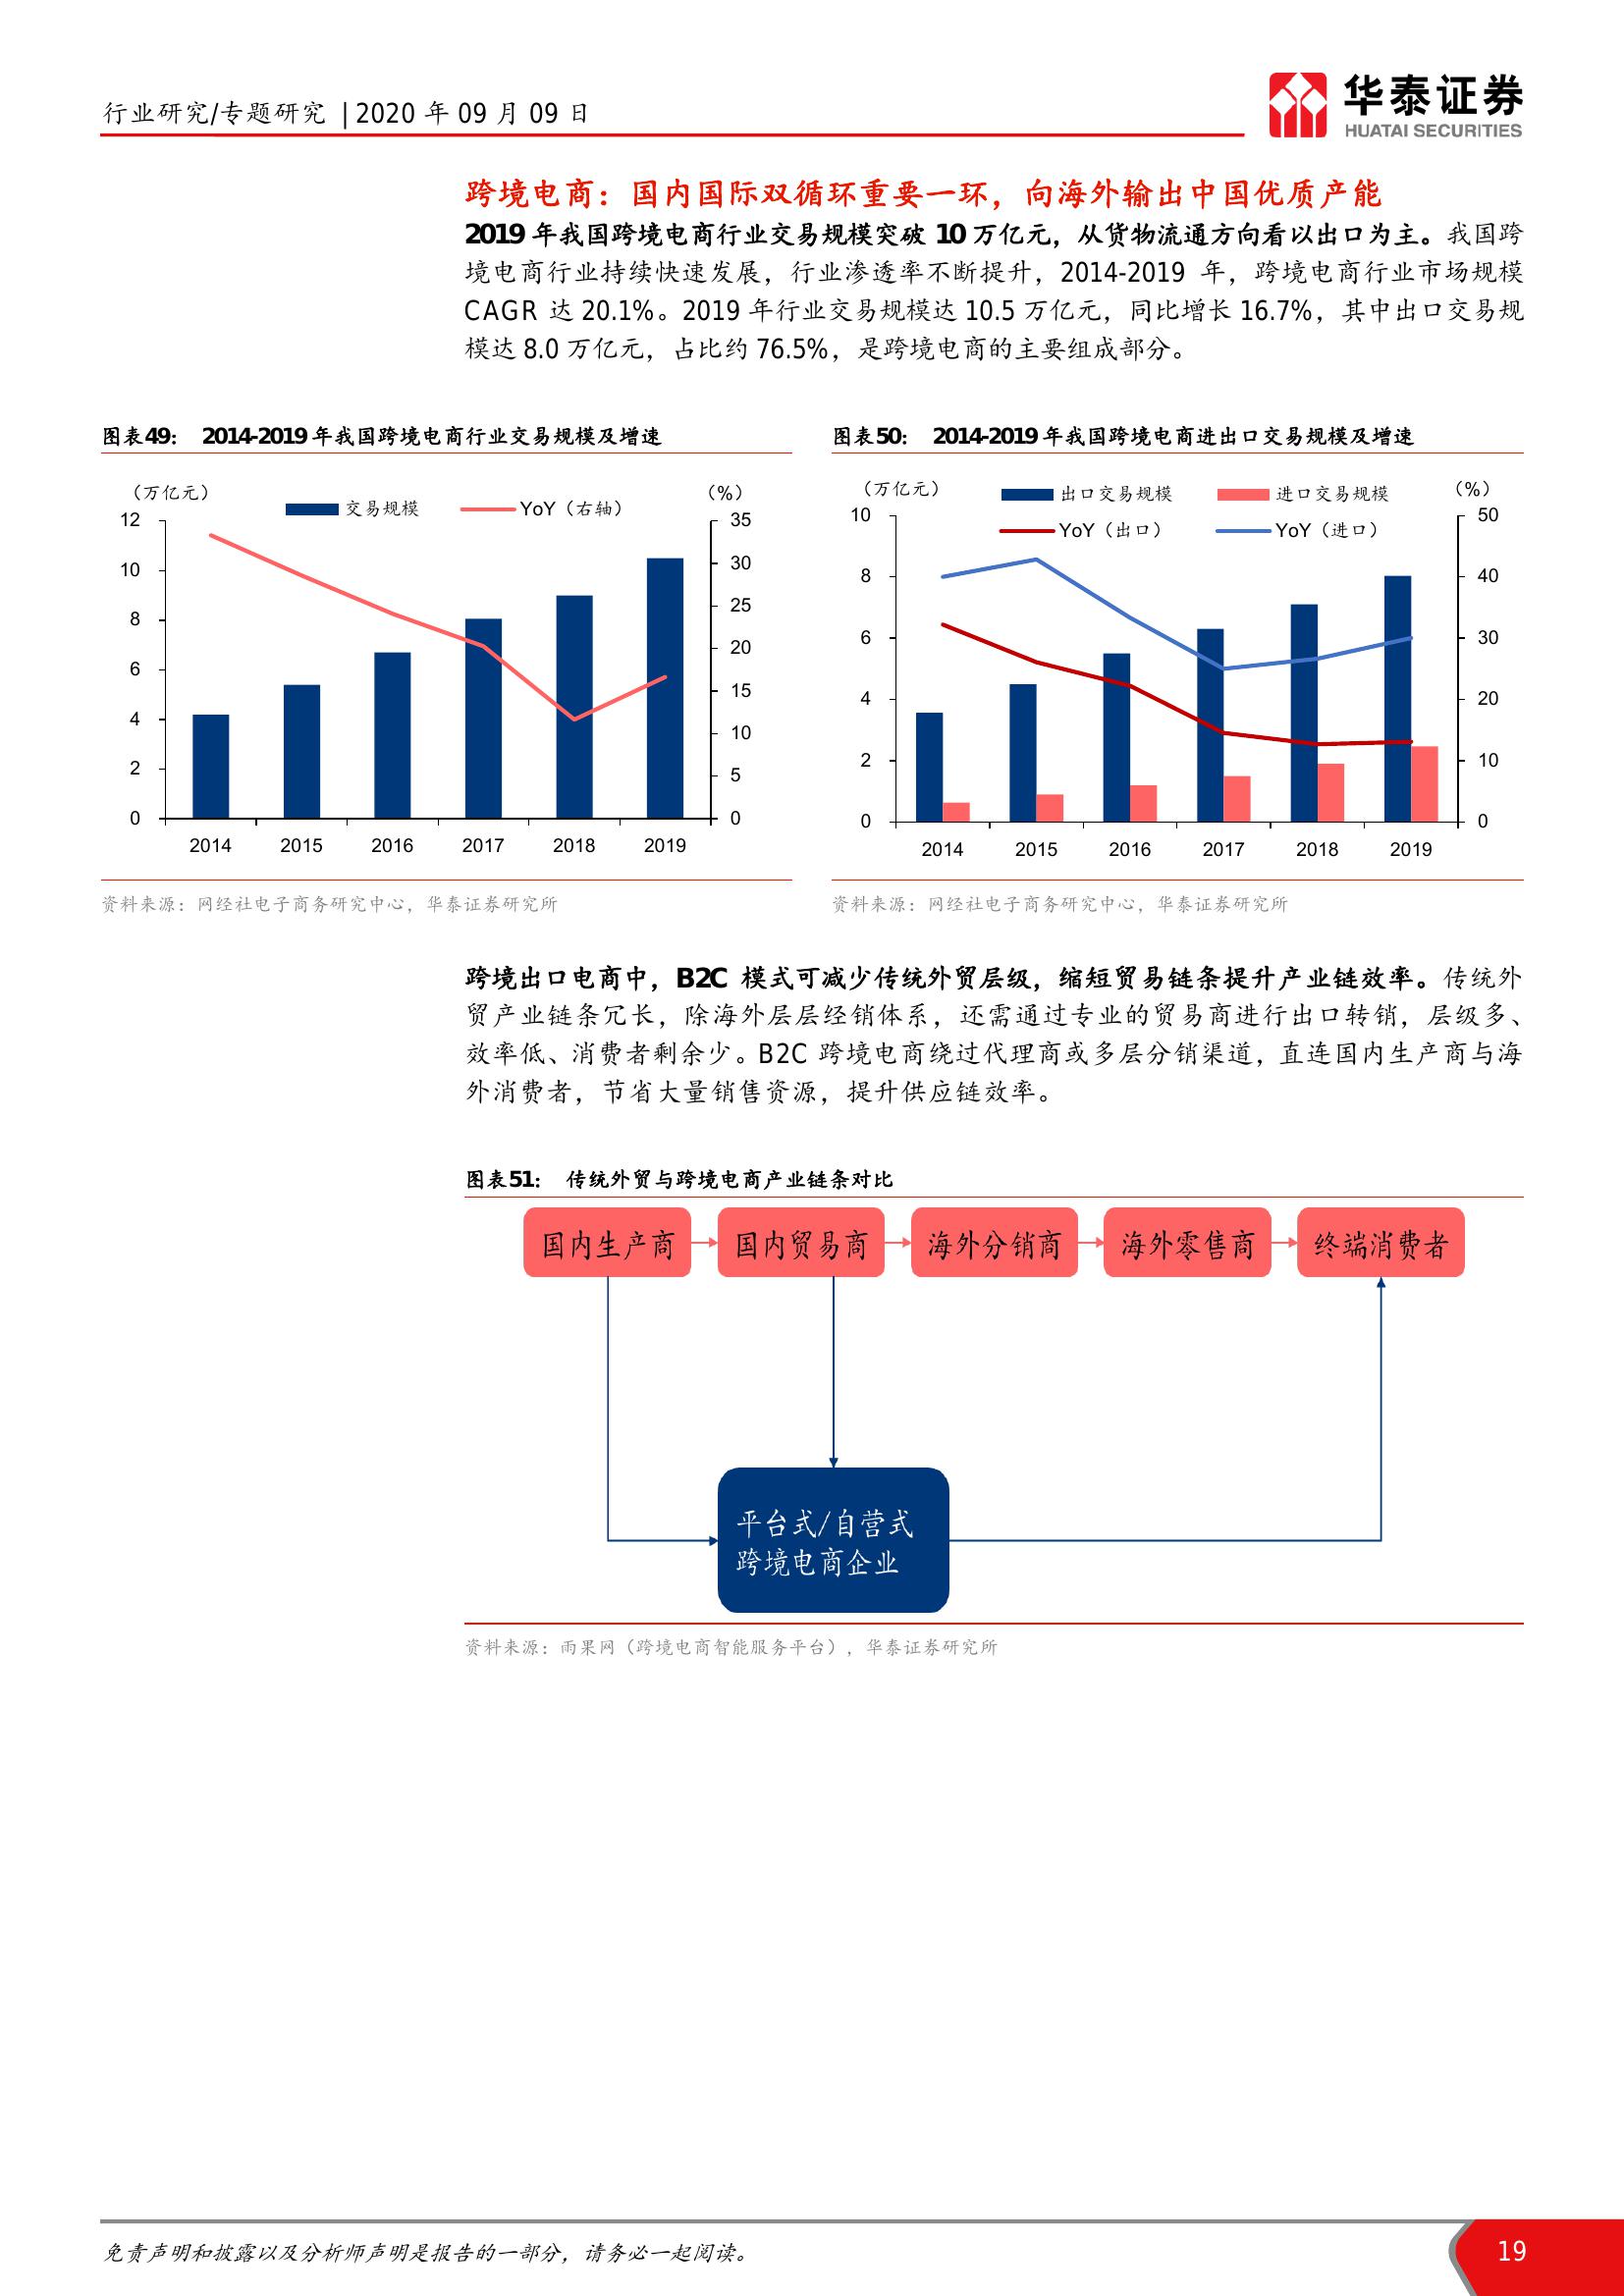 行业研究/专题研究 | 2020 年 09 月 09 日
华泰证券
HUATAI SECURITIES
跨境电商：国内国际双循环重要一环，向海外输出中国优质产能
2019 年我国跨境电商行业交易规模突破 10 万亿元，从货物流通方向看以出口为主。我国跨
境电商行业持续快速发展，行业渗透率不断提升，2014-2019 年，跨境电商行业市场规模
CAGR 达 20.1%。2019 年行业交易规模达 10.5 万亿元，同比增长 16.7%，其中出口交易规
模达 8.0 万亿元，占比约 76.5%，是跨境电商的主要组成部分。
图表49： 2014-2019 年我国跨境电商行业交易规模及增速
（万亿元）
交易规模
YoY（右轴）
（%）
12
10
8
6
4
2
0
35
30
25
20
15
10
5
0
2014 2015 2016 2017 2018 2019
资料来源：网经社电子商务研究中心，华泰证券研究所
图表50： 2014-2019 年我国跨境电商进出口交易规模及增速
（万亿元）
出口交易规模
进口交易规模
YoY（出口）
YoY（进口）
（%）
10
8
6
4
2
0
50
40
30
20
10
0
2014 2015 2016 2017 2018 2019
资料来源：网经社电子商务研究中心，华泰证券研究所
跨境出口电商中，B2C 模式可减少传统外贸层级，缩短贸易链条提升产业链效率。传统外
贸产业链条冗长，除海外层层经销体系，还需通过专业的贸易商进行出口转销，层级多、
效率低、消费者剩余少。B2C 跨境电商绕过代理商或多层分销渠道，直连国内生产商与海
外消费者，节省大量销售资源，提升供应链效率。
图表51： 传统外贸与跨境电商产业链条对比
国内生产商
国内贸易商
海外分销商
海外零售商
终端消费者
平台式/自营式
跨境电商企业
资料来源：雨果网（跨境电商智能服务平台），华泰证券研究所
免责声明和披露以及分析师声明是报告的一部分，请务必一起阅读。
19